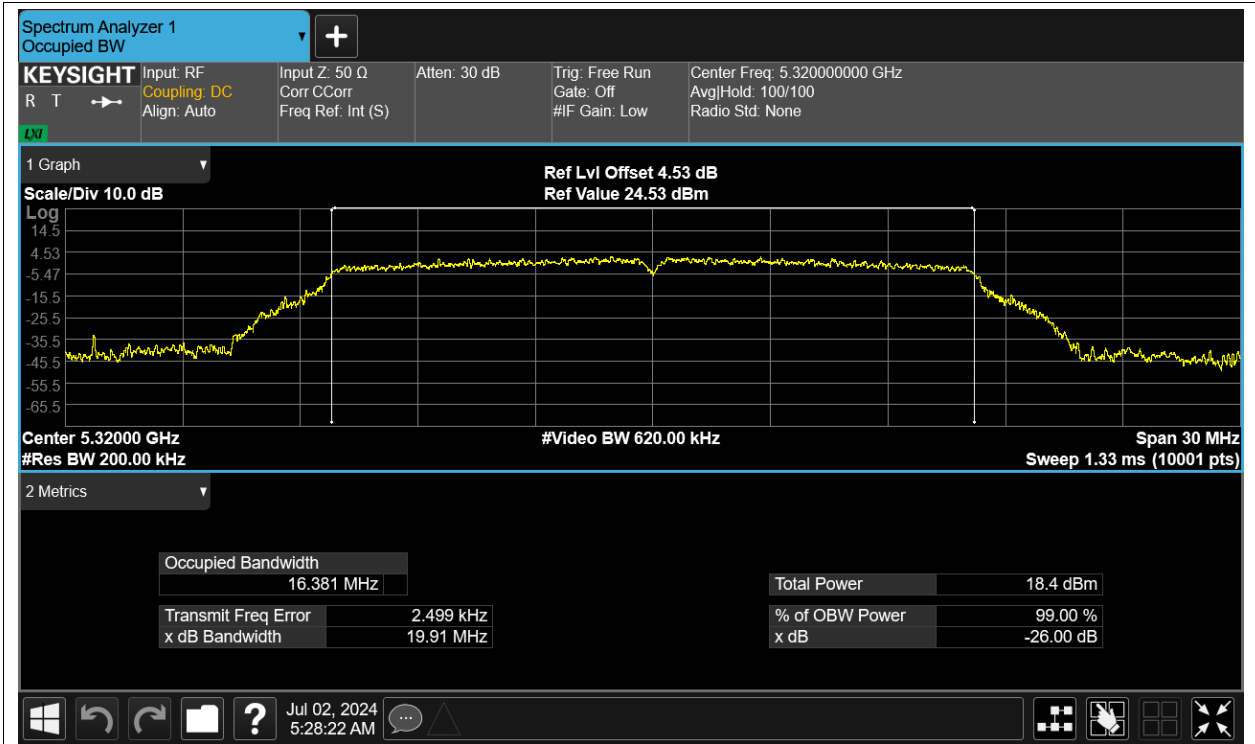 Spectrum Analyzer 1
Occupied BW
KEYSIGHT
R T
LXI
Input: RF
Coupling: DC
Align: Auto
Input Z: 50 Ω
Corr CCorr
Freq Ref: Int (S)
Atten: 30 dB
Trig: Free Run
Gate: Off
#IF Gain: Low
Center Freq: 5.320000000 GHz
Avg|Hold: 100/100
Radio Std: None
1 Graph
Scale/Div 10.0 dB
Ref Lvl Offset 4.53 dB
Ref Value 24.53 dBm
Log
14.5
4.53
-5.47
-15.5
-25.5
-35.5
-45.5
-55.5
-65.5
Center 5.32000 GHz
#Res BW 200.00 kHz
#Video BW 620.00 kHz
Span 30 MHz
Sweep 1.33 ms (10001 pts)
2 Metrics
Occupied Bandwidth
16.381 MHz
Transmit Freq Error 2.499 kHz
x dB Bandwidth 19.91 MHz
Total Power 18.4 dBm
% of OBW Power 99.00 %
x dB -26.00 dB
Jul 02, 2024
5:28:22 AM